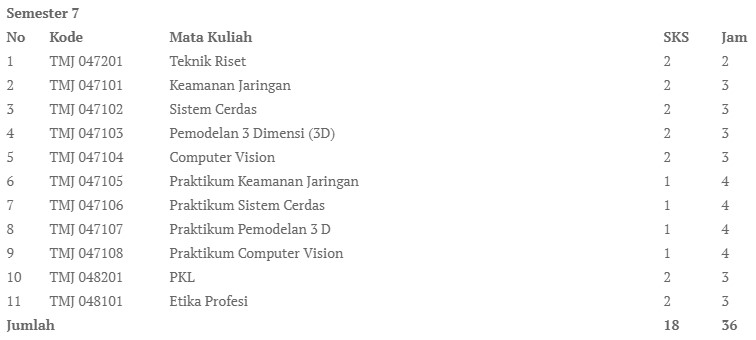 Semester 7
No Kode Mata Kuliah SKS Jam
1 TMJ 047201 Teknik Riset 2 2
2 TMJ 047101 Keamanan Jaringan 2 3
3 TMJ 047102 Sistem Cerdas 2 3
4 TMJ 047103 Pemodelan 3 Dimensi (3D) 2 3
5 TMJ 047104 Computer Vision 2 3
6 TMJ 047105 Praktikum Keamanan Jaringan 1 4
7 TMJ 047106 Praktikum Sistem Cerdas 1 4
8 TMJ 047107 Praktikum Pemodelan 3 D 1 4
9 TMJ 047108 Praktikum Computer Vision 1 4
10 TMJ 048201 PKL 2 3
11 TMJ 048101 Etika Profesi 2 3
Jumlah 18 36